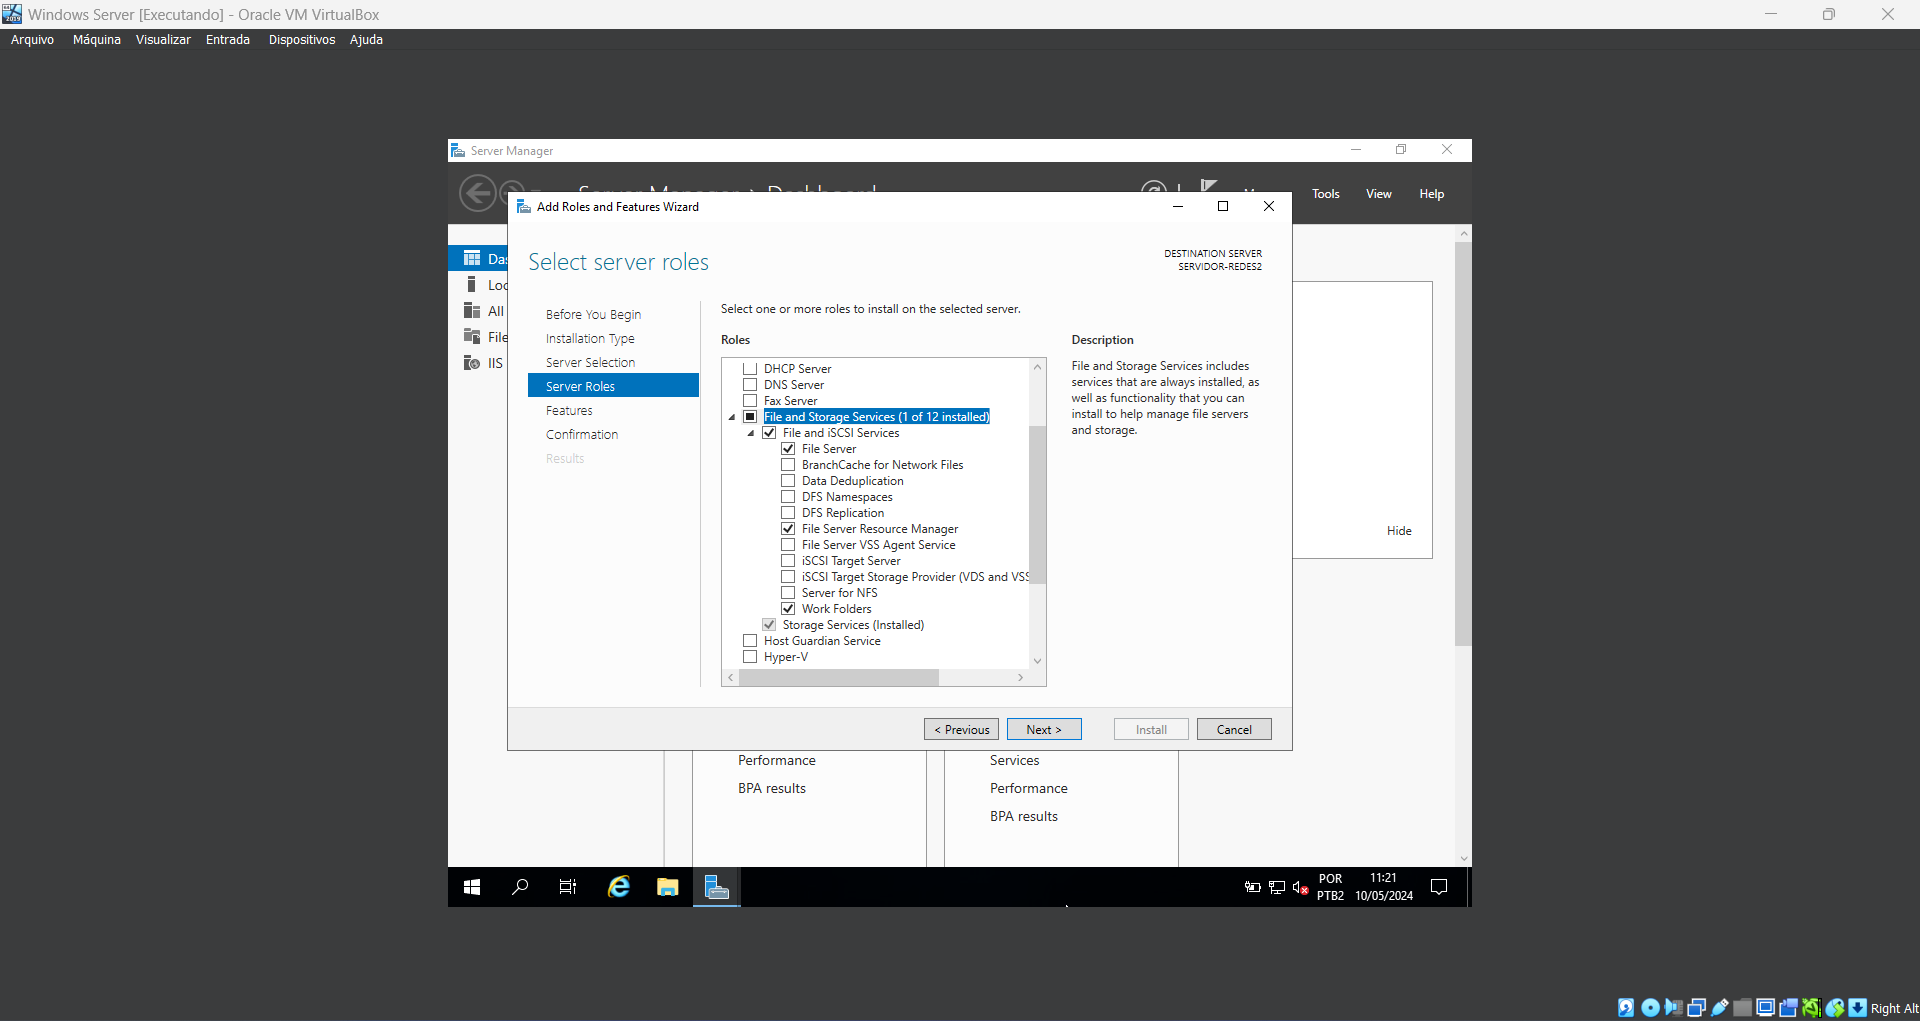 Windows Server [Executando] - Oracle VM VirtualBox
Arquivo Máquina Visualizar Entrada Dispositivos Ajuda
Server Manager
Server Manager Dashboard
Tools View Help
Add Roles and Features Wizard
Select server roles
DESTINATION SERVER
SERVIDOR-REDES2
Das
Loc
All
File
IIS
Before You Begin
Installation Type
Server Selection
Server Roles
Features
Confirmation
Results
Select one or more roles to install on the selected server.
Roles
DHCP Server
DNS Server
Fax Server
File and Storage Services (1 of 12 installed)
File and iSCSI Services
File Server
BranchCache for Network Files
Data Deduplication
DFS Namespaces
DFS Replication
File Server Resource Manager
File Server VSS Agent Service
iSCSI Target Server
iSCSI Target Storage Provider (VDS and VSS
Server for NFS
Work Folders
Storage Services (Installed)
Host Guardian Service
Hyper-V
Description
File and Storage Services includes
services that are always installed, as
well as functionality that you can
install to help manage file servers
and storage.
Hide
< Previous
Next >
Install
Cancel
Performance
BPA results
Services
Performance
BPA results
POR
PTB2
11:21
10/05/2024
Right Alt